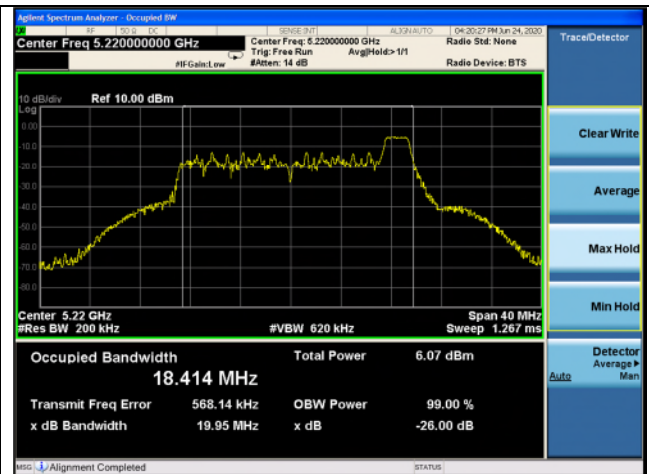 Agilent Spectrum Analyzer - Occupied BW
RF 50 Ω DC SENSE:INT ALIGNAUTO 04:20:27 PM Jun 24, 2020
Center Freq 5.220000000 GHz
Center Freq: 5.220000000 GHz
Radio Std: None
Trace/Detector
Trig: Free Run Avg|Hold:>1/1
#IFGain:Low #Atten: 14 dB Radio Device: BTS
10 dB/div Ref 10.00 dBm
Log
0.00
-10.0
-20.0
-30.0
-40.0
-50.0
-60.0
-70.0
-80.0
Clear Write
Average
Max Hold
Min Hold
Center 5.22 GHz Span 40 MHz
#Res BW 200 kHz #VBW 620 kHz Sweep 1.267 ms
Occupied Bandwidth Total Power 6.07 dBm
18.414 MHz
Transmit Freq Error 568.14 kHz OBW Power 99.00 %
x dB Bandwidth 19.95 MHz x dB -26.00 dB
Detector
Average▶
Auto Man
MSG Alignment Completed STATUS